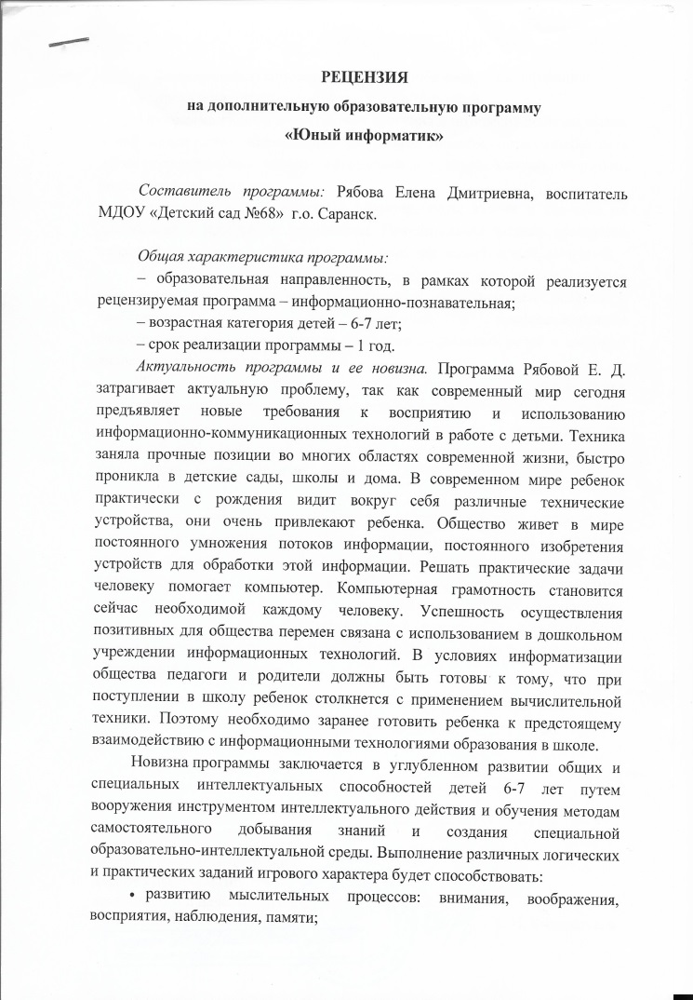 РЕЦЕНЗИЯ
на дополнительную образовательную программу
«Юный информатик»
Составитель программы: Рябова Елена Дмитриевна, воспитатель
МДОУ «Детский сад №68» г.о. Саранск.
Общая характеристика программы:
– образовательная направленность, в рамках которой реализуется
рецензируемая программа – информационно-познавательная;
– возрастная категория детей – 6-7 лет;
– срок реализации программы – 1 год.
Актуальность программы и ее новизна. Программа Рябовой Е. Д.
затрагивает актуальную проблему, так как современный мир сегодня
предъявляет новые требования к восприятию и использованию
информационно-коммуникационных технологий в работе с детьми. Техника
заняла прочные позиции во многих областях современной жизни, быстро
проникла в детские сады, школы и дома. В современном мире ребенок
практически с рождения видит вокруг себя различные технические
устройства, они очень привлекают ребенка. Общество живет в мире
постоянного умножения потоков информации, постоянного изобретения
устройств для обработки этой информации. Решать практические задачи
человеку помогает компьютер. Компьютерная грамотность становится
сейчас необходимой каждому человеку. Успешность осуществления
позитивных для общества перемен связана с использованием в дошкольном
учреждении информационных технологий. В условиях информатизации
общества педагоги и родители должны быть готовы к тому, что при
поступлении в школу ребенок столкнется с применением вычислительной
техники. Поэтому необходимо заранее готовить ребенка к предстоящему
взаимодействию с информационными технологиями образования в школе.
Новизна программы заключается в углубленном развитии общих и
специальных интеллектуальных способностей детей 6-7 лет путем
вооружения инструментом интеллектуального действия и обучения методам
самостоятельного добывания знаний и создания специальной
образовательно-интеллектуальной среды. Выполнение различных логических
и практических заданий игрового характера будет способствовать:
• развитию мыслительных процессов: внимания, воображения,
восприятия, наблюдения, памяти;